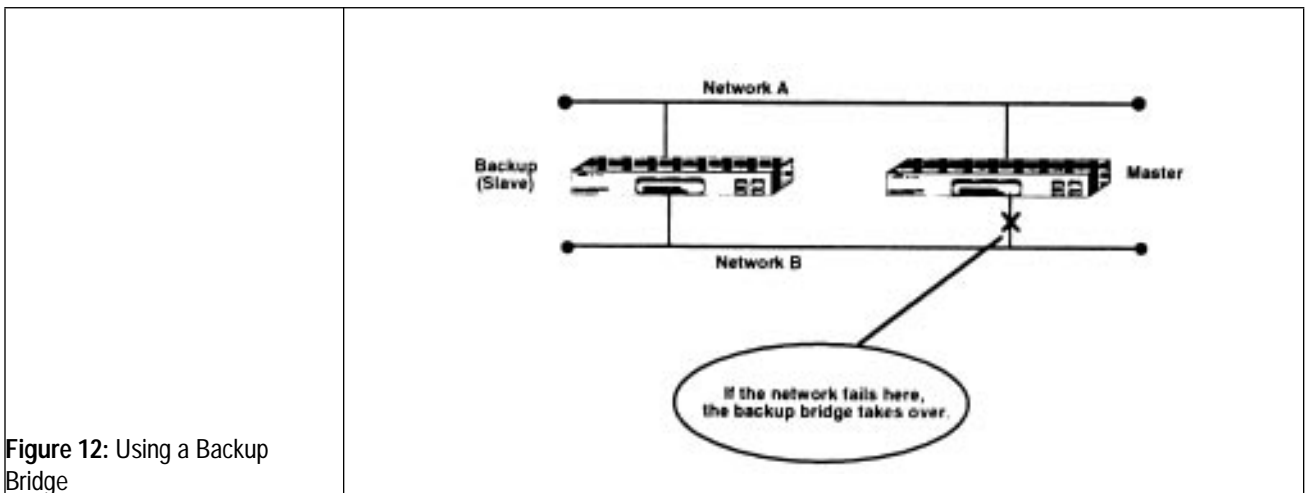 Network A
Backup
(Slave)
Master
Network B
If the network fails here,
the backup bridge takes over.
Figure 12: Using a Backup
Bridge